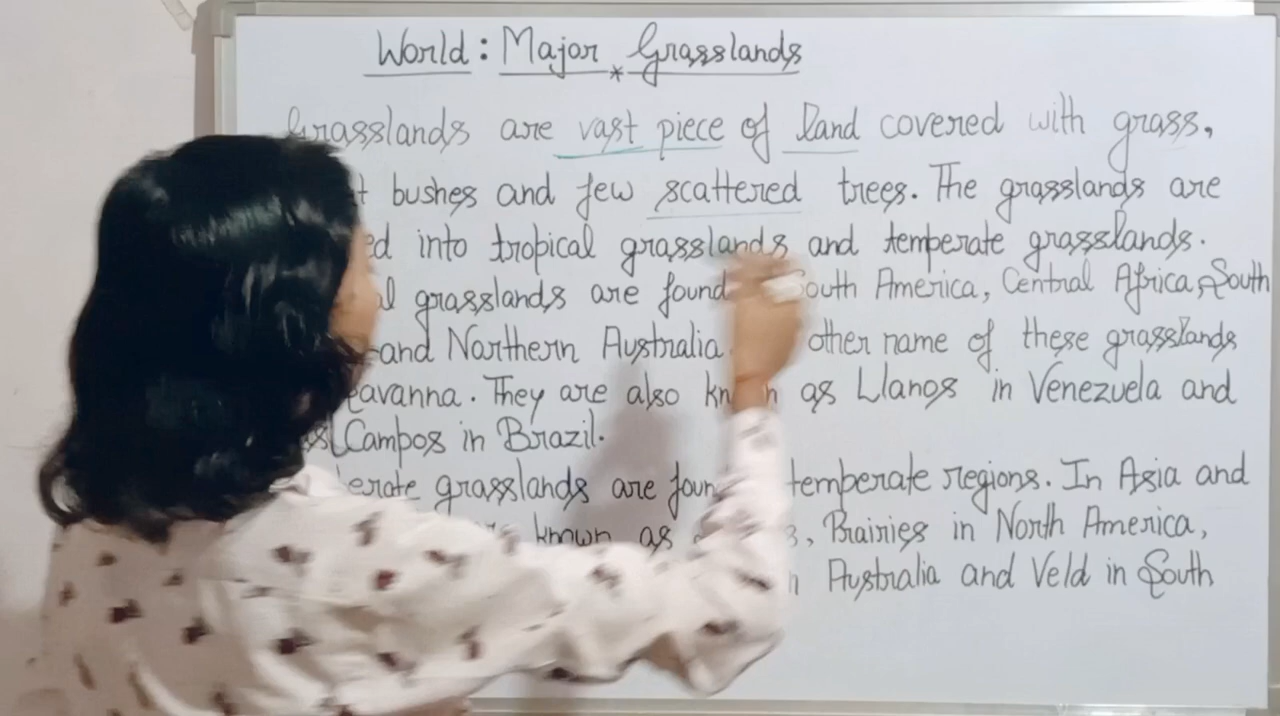 World : Major Grasslands
Grasslands are vast piece of land covered with grass,
bushes and few scattered trees. The grasslands are
into tropical grasslands and temperate grasslands.
grasslands are found South America, Central Africa, South
and Northern Australia. other name of these grasslands
Savanna. They are also known as Llanos in Venezuela and
Campos in Brazil.
grasslands are found temperate regions. In Asia and
known as , Prairies in North America,
Australia and Veld in South